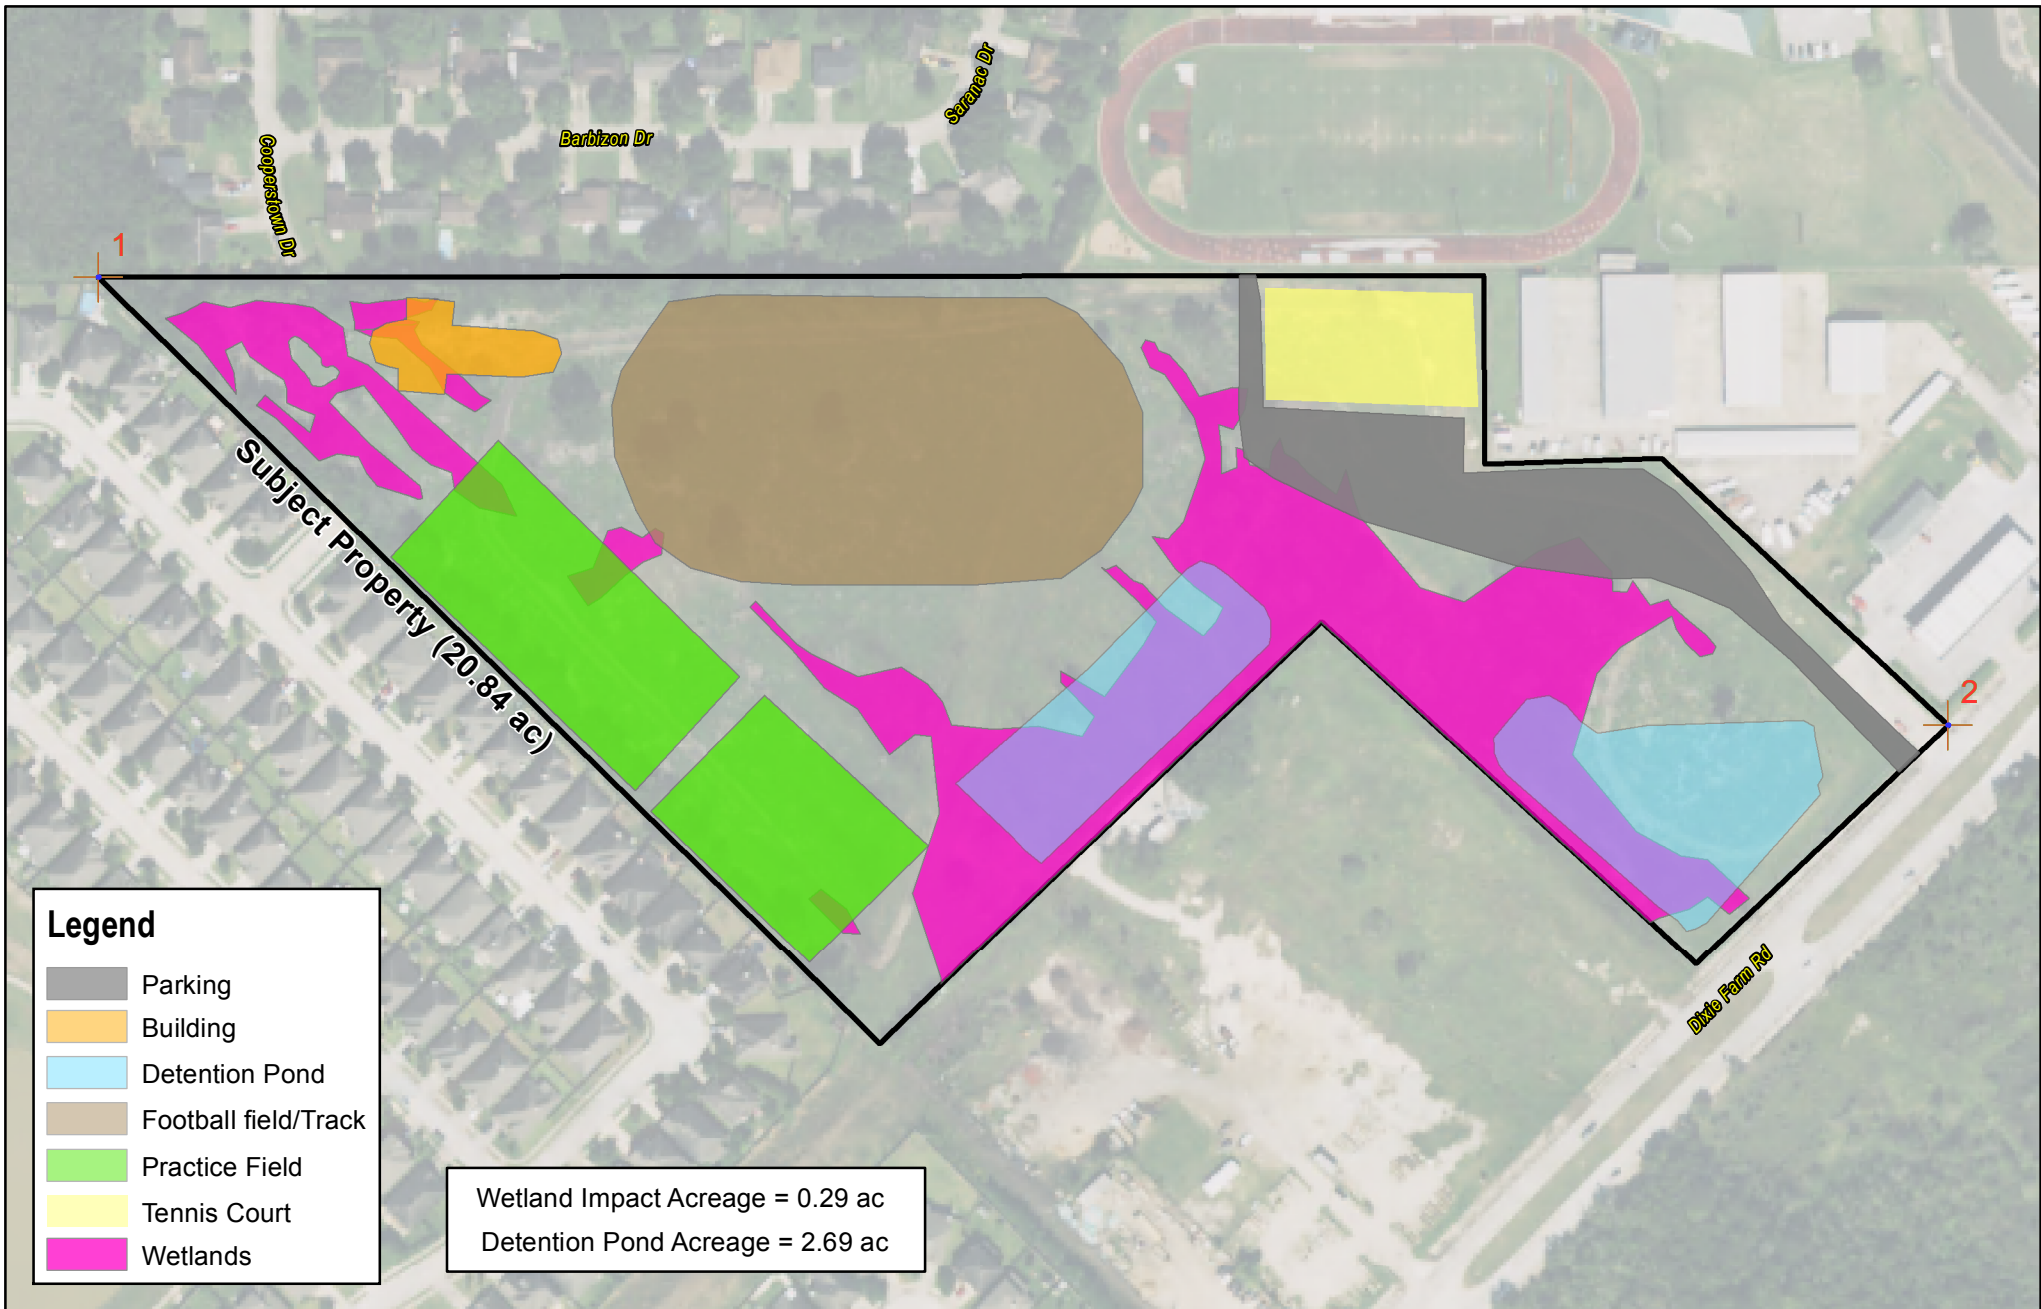 Saranac Dr
Barbizon Dr
Cooperstown Dr
1
Subject Property (20.84 ac)
2
Dixie Farm Rd
Legend
Parking
Building
Detention Pond
Football field/Track
Practice Field
Tennis Court
Wetlands
Wetland Impact Acreage = 0.29 ac
Detention Pond Acreage = 2.69 ac